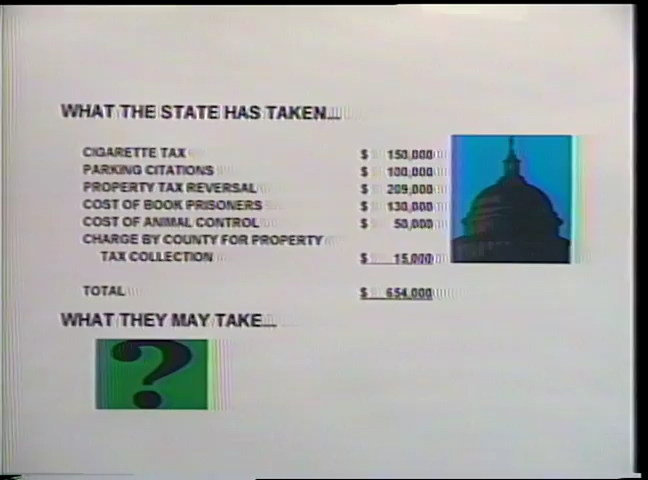 WHAT THE STATE HAS TAKEN...
CIGARETTE TAX $ 150,000
PARKING CITATIONS $ 100,000
PROPERTY TAX REVERSAL $ 209,000
COST OF BOOK PRISONERS $ 130,000
COST OF ANIMAL CONTROL $ 50,000
CHARGE BY COUNTY FOR PROPERTY
TAX COLLECTION $ 15,000
TOTAL $ 654,000
WHAT THEY MAY TAKE...
?